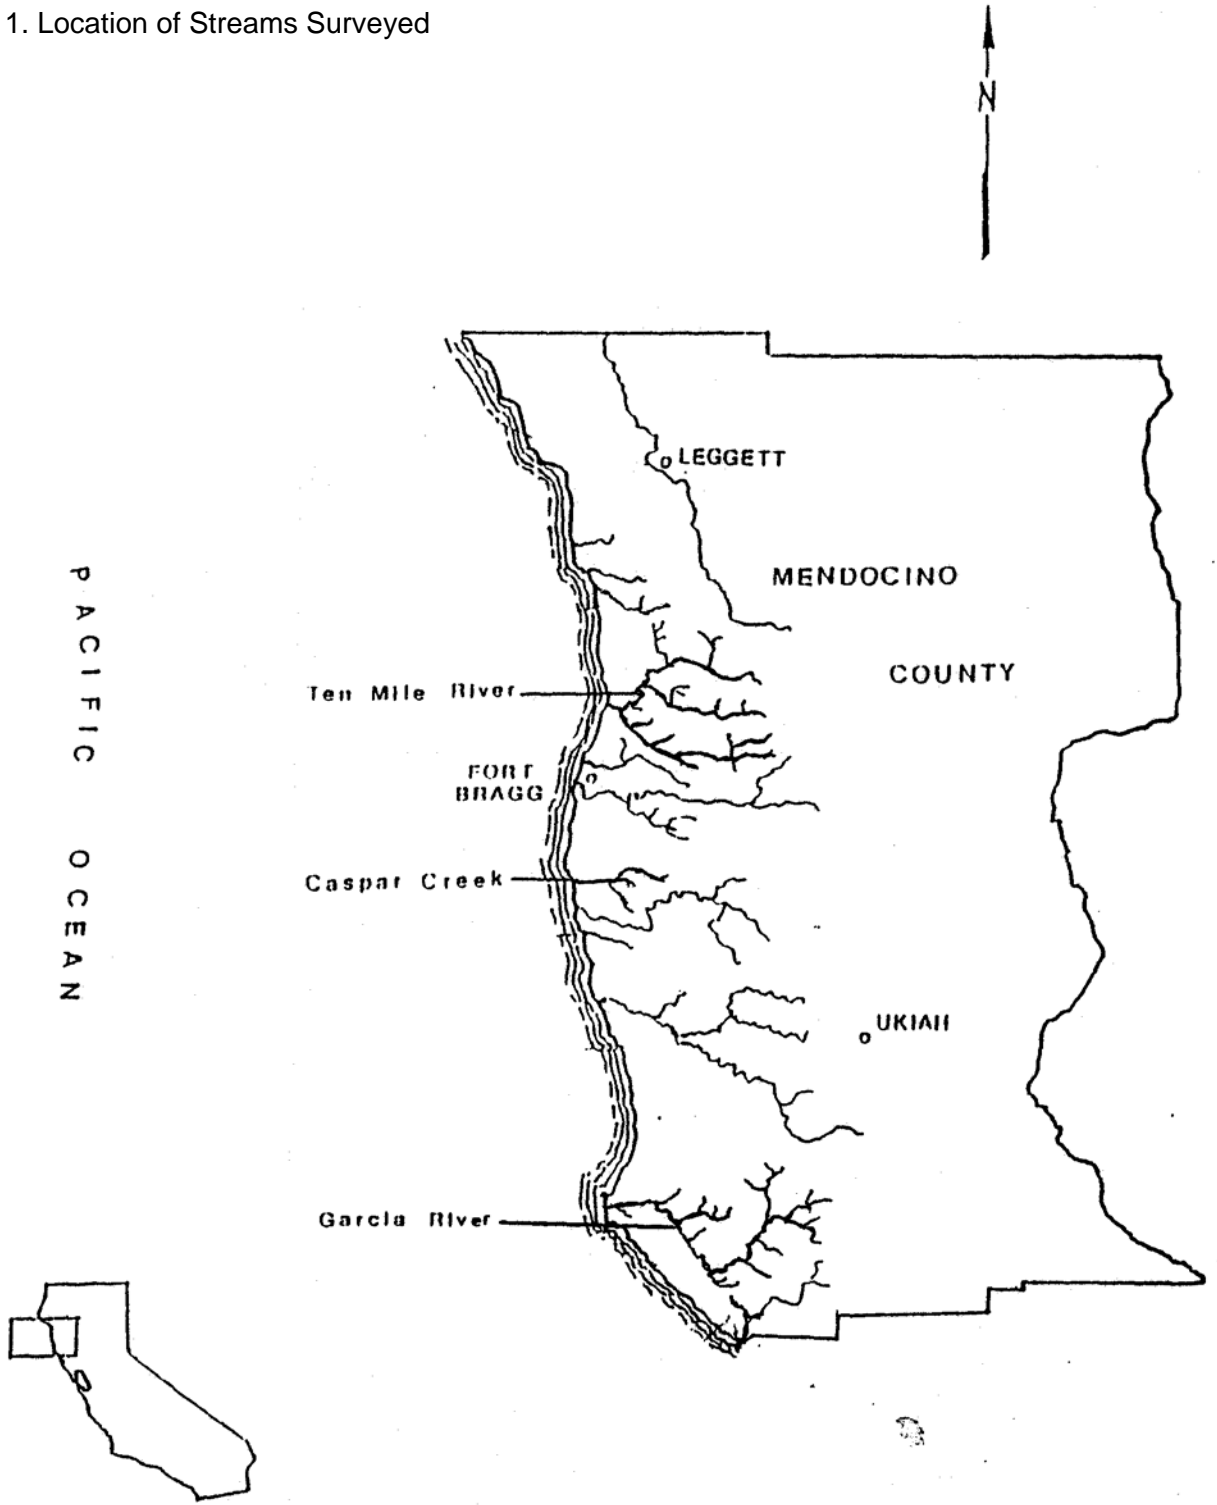 1. Location of Streams Surveyed
N
LEGGETT
MENDOCINO
COUNTY
Ten Mile River
FORT
BRAGG
Caspar Creek
UKIAH
Garcia River
PACIFIC OCEAN